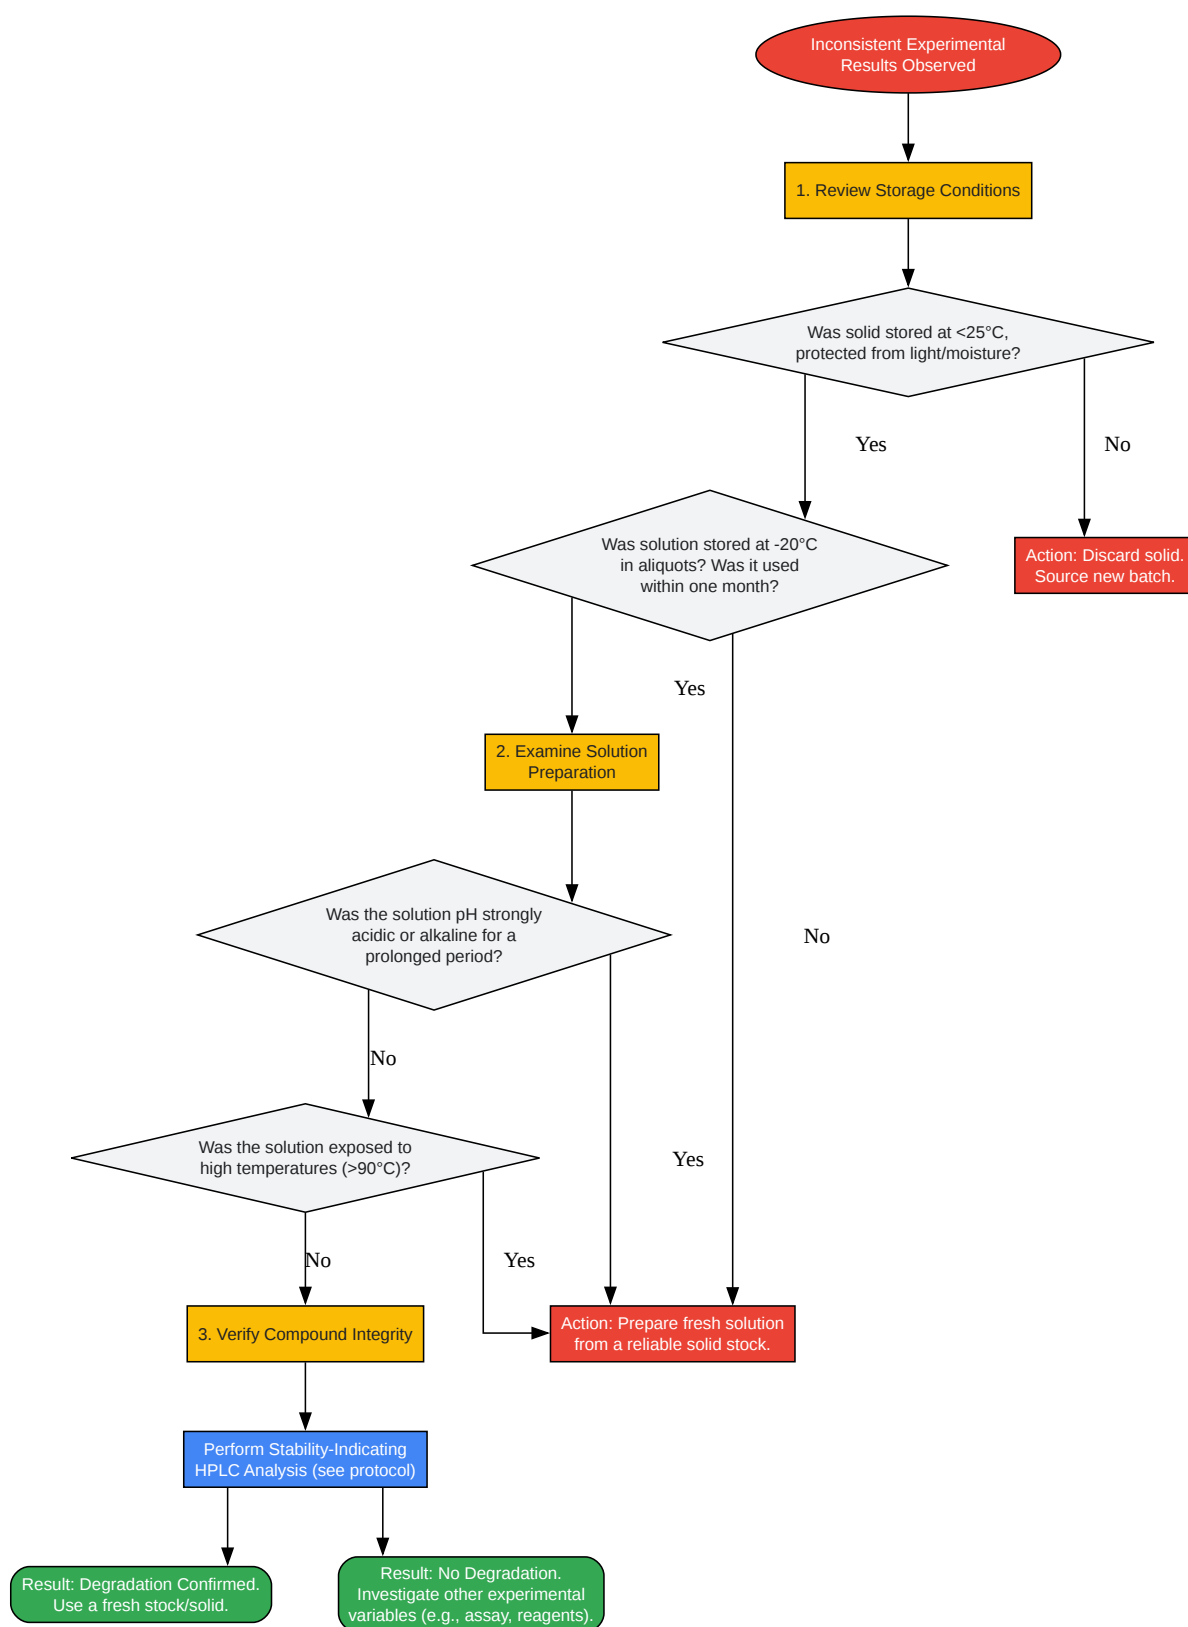 Inconsistent Experimental
Results Observed
1. Review Storage Conditions
Was solid stored at <25°C,
protected from light/moisture?
Yes
No
Was solution stored at -20°C
in aliquots? Was it used
within one month?
Action: Discard solid.
Source new batch.
Yes
2. Examine Solution
Preparation
Was the solution pH strongly
acidic or alkaline for a
prolonged period?
No
No
Was the solution exposed to
high temperatures (>90°C)?
Yes
No
Yes
3. Verify Compound Integrity
Action: Prepare fresh solution
from a reliable solid stock.
Perform Stability-Indicating
HPLC Analysis (see protocol)
Result: Degradation Confirmed.
Use a fresh stock/solid.
Result: No Degradation.
Investigate other experimental
variables (e.g., assay, reagents).